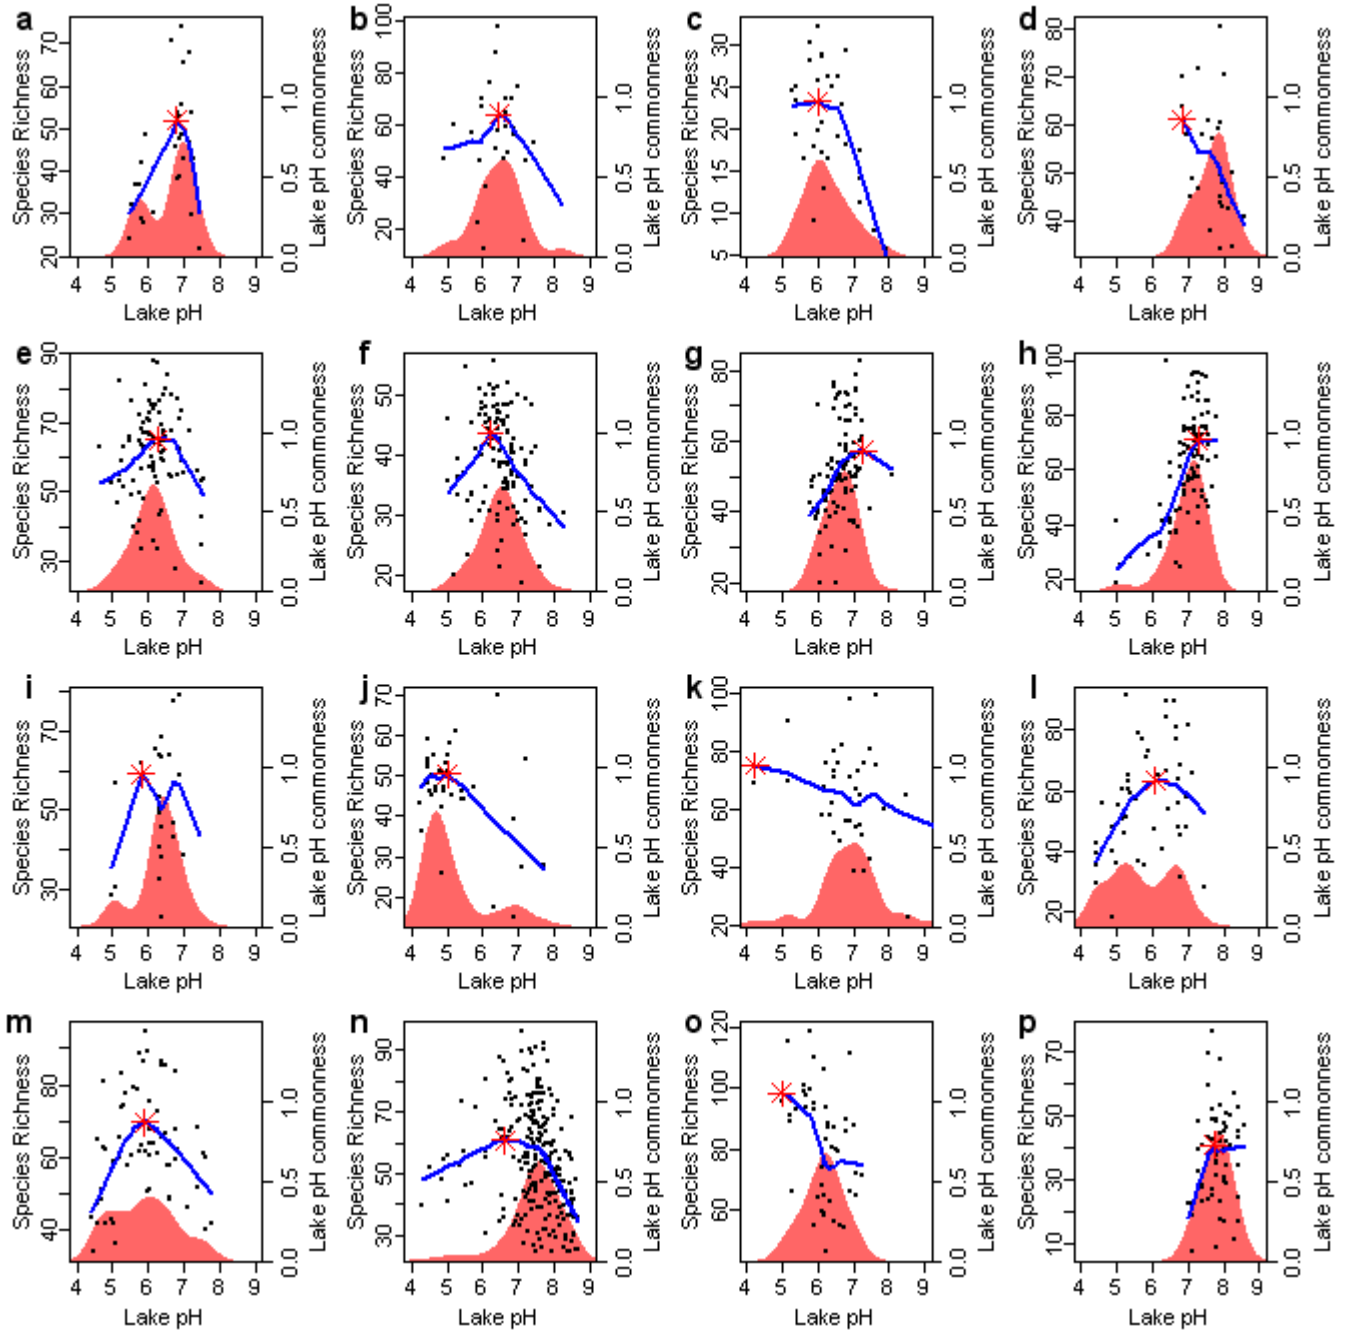 a
Species Richness
20 30 40 50 60 70
Lake pH commonness
0.0 0.5 1.0
4 5 6 7 8 9
Lake pH
b
Species Richness
20 40 60 80 100
Lake pH commonness
0.0 0.5 1.0
4 5 6 7 8 9
Lake pH
c
Species Richness
5 10 15 20 25 30
Lake pH commonness
0.0 0.5 1.0
4 5 6 7 8 9
Lake pH
d
Species Richness
40 50 60 70 80
Lake pH commonness
0.0 0.5 1.0
4 5 6 7 8 9
Lake pH
e
Species Richness
30 50 70 90
Lake pH commonness
0.0 0.5 1.0
4 5 6 7 8 9
Lake pH
f
Species Richness
20 30 40 50
Lake pH commonness
0.0 0.5 1.0
4 5 6 7 8 9
Lake pH
g
Species Richness
20 40 60 80
Lake pH commonness
0.0 0.5 1.0
4 5 6 7 8 9
Lake pH
h
Species Richness
20 40 60 80 100
Lake pH commonness
0.0 0.5 1.0
4 5 6 7 8 9
Lake pH
i
Species Richness
30 50 70
Lake pH commonness
0.0 0.5 1.0
4 5 6 7 8 9
Lake pH
j
Species Richness
20 30 40 50 60 70
Lake pH commonness
0.0 0.5 1.0
4 5 6 7 8 9
Lake pH
k
Species Richness
20 40 60 80 100
Lake pH commonness
0.0 0.5 1.0
4 5 6 7 8 9
Lake pH
l
Species Richness
20 40 60 80
Lake pH commonness
0.0 0.5 1.0
4 5 6 7 8 9
Lake pH
m
Species Richness
40 60 80
Lake pH commonness
0.0 0.5 1.0
4 5 6 7 8 9
Lake pH
n
Species Richness
30 50 70 90
Lake pH commonness
0.0 0.5 1.0
4 5 6 7 8 9
Lake pH
o
Species Richness
60 80 100 120
Lake pH commonness
0.0 0.5 1.0
4 5 6 7 8 9
Lake pH
p
Species Richness
10 30 50 70
Lake pH commonness
0.0 0.5 1.0
4 5 6 7 8 9
Lake pH